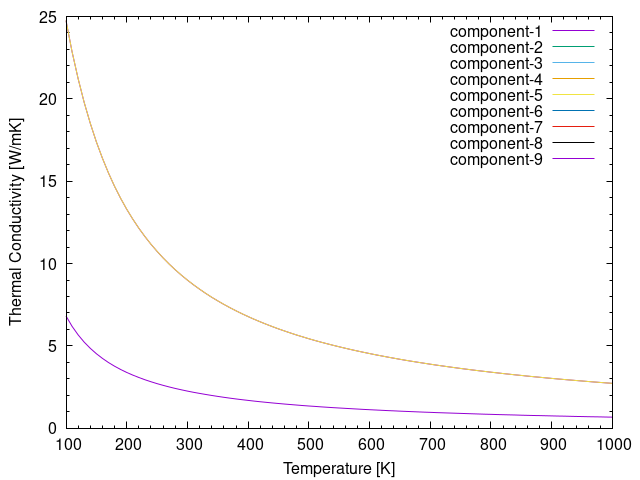 25
20
15
10
5
0
Thermal Conductivity [W/mK]
component-1
component-2
component-3
component-4
component-5
component-6
component-7
component-8
component-9
100 200 300 400 500 600 700 800 900 1000
Temperature [K]